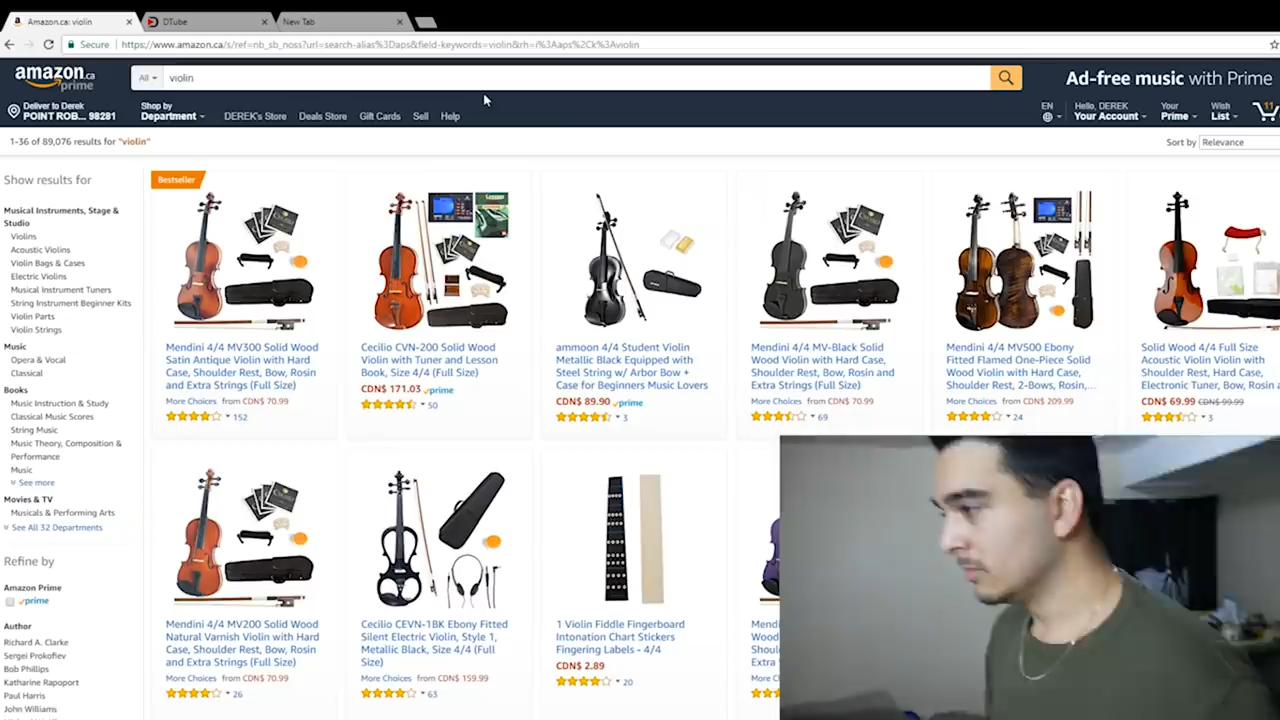 Amazon.ca: violin
DTube
New Tab
Secure
https://www.amazon.ca/s/ref=nb_sb_noss?url=search-alias%3Daps&field-keywords=violin&rh=i%3Aaps%2Ck%3Aviolin
amazon.ca
prime
All
violin
Ad-free music with Prime
Deliver to Derek
POINT ROB... 98281
Shop by
Department
DEREK's Store
Deals Store
Gift Cards
Sell
Help
EN
Hello, DEREK
Your Account
Your
Prime
Wish
List
11
1-36 of 89,076 results for "violin"
Sort by
Relevance
Show results for
Musical Instruments, Stage &
Studio
Violins
Acoustic Violins
Violin Bags & Cases
Electric Violins
Musical Instrument Tuners
String Instrument Beginner Kits
Violin Parts
Violin Strings
Music
Opera & Vocal
Classical
Books
Music Instruction & Study
Classical Music Scores
String Music
Music Theory, Composition &
Performance
Music
See more
Movies & TV
Musicals & Performing Arts
See All 32 Departments
Refine by
Amazon Prime
prime
Author
Richard A. Clarke
Sergei Prokofiev
Bob Phillips
Katharine Rapoport
Paul Harris
John Williams
Bestseller
Mendini 4/4 MV300 Solid Wood
Satin Antique Violin with Hard
Case, Shoulder Rest, Bow, Rosin
and Extra Strings (Full Size)
More Choices from CDN$ 70.99
152
Cecilio CVN-200 Solid Wood
Violin with Tuner and Lesson
Book, Size 4/4 (Full Size)
CDN$ 171.03 prime
50
ammoon 4/4 Student Violin
Metallic Black Equipped with
Steel String w/ Arbor Bow +
Case for Beginners Music Lovers
CDN$ 89.90 prime
3
Mendini 4/4 MV-Black Solid
Wood Violin with Hard Case,
Shoulder Rest, Bow, Rosin and
Extra Strings (Full Size)
More Choices from CDN$ 70.99
69
Mendini 4/4 MV500 Ebony
Fitted Flamed One-Piece Solid
Violin with Hard Case,
Shoulder Rest, 2-Bows, Rosin,...
More Choices from CDN$ 209.99
24
Solid Wood 4/4 Full Size
Acoustic Violin Violin with
Shoulder Rest, Hard Case,
Electronic Tuner, Bow, Rosin
CDN$ 69.99 CDN$ 99.99
3
Mendini 4/4 MV200 Solid Wood
Natural Varnish Violin with Hard
Case, Shoulder Rest, Bow, Rosin
and Extra Strings (Full Size)
More Choices from CDN$ 70.99
26
Cecilio CEVN-1BK Ebony Fitted
Silent Electric Violin, Style 1,
Metallic Black, Size 4/4 (Full
Size)
More Choices from CDN$ 159.99
63
1 Violin Fiddle Fingerboard
Intonation Chart Stickers
Fingering Labels - 4/4
CDN$ 2.89
20
Wood
Extra
More